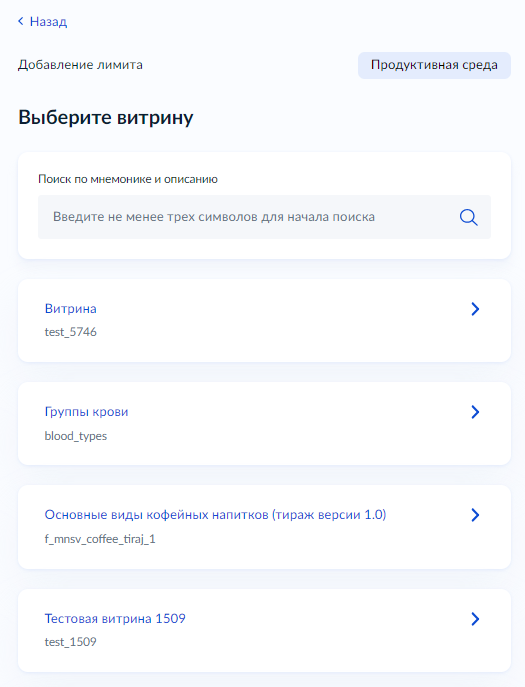 Назад
Добавление лимита
Продуктивная среда
Выберите витрину
Поиск по мнемонике и описанию
Введите не менее трех символов для начала поиска
Витрина
test_5746
Группы крови
blood_types
Основные виды кофейных напитков (тираж версии 1.0)
f_mnsv_coffee_tiraj_1
Тестовая витрина 1509
test_1509